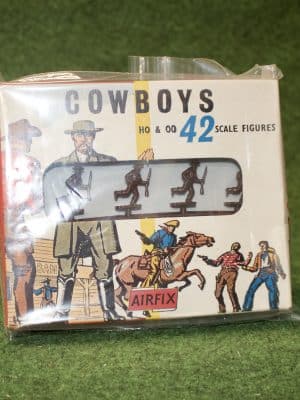 COWBOYS
HO & OO 42 SCALE FIGURES
AIRFIX